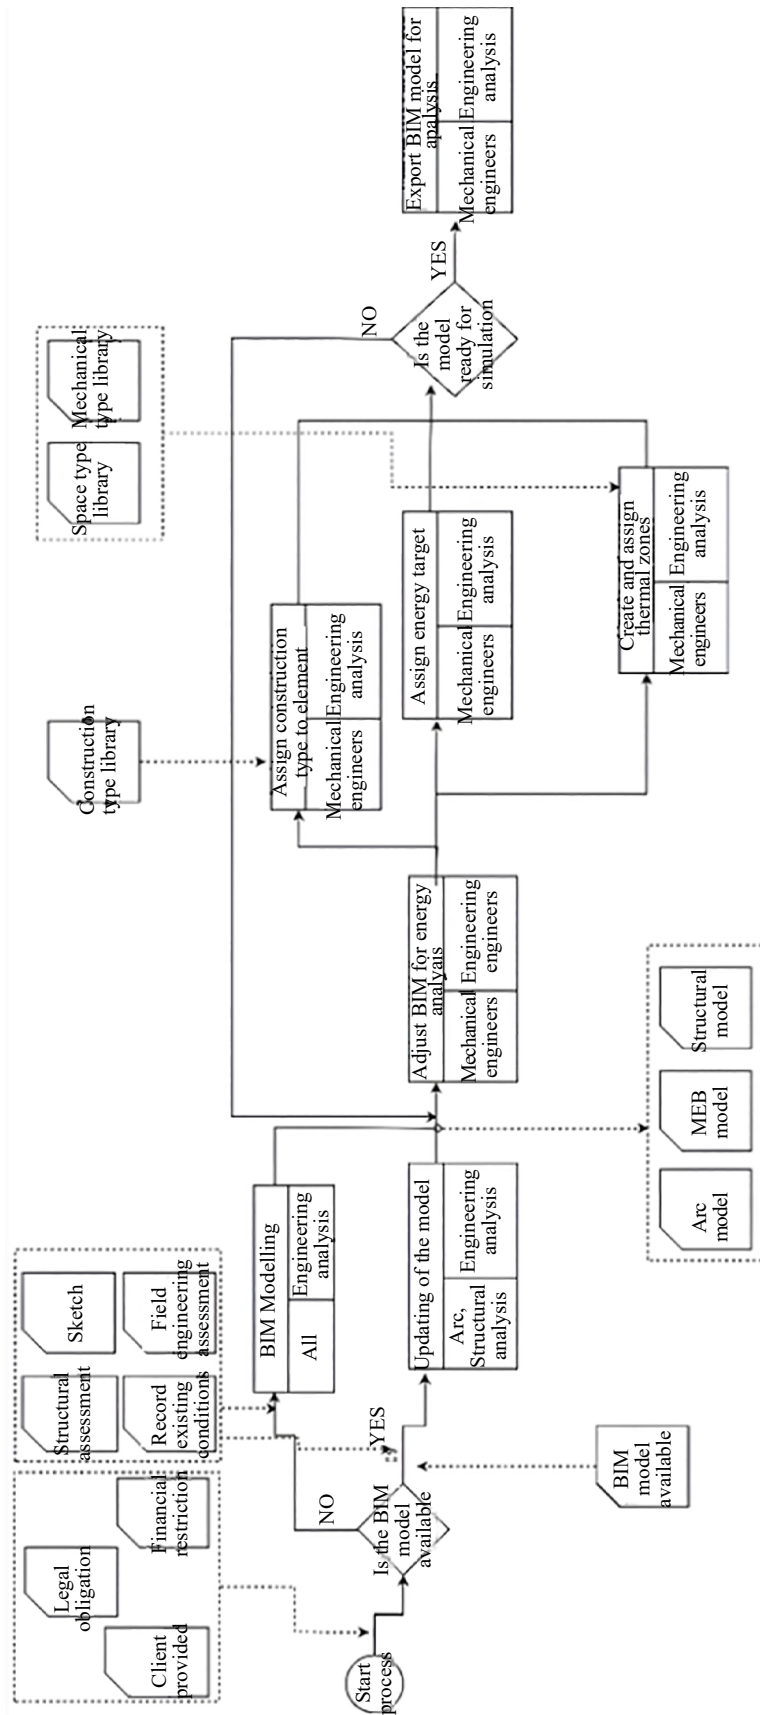 Start
process
Client
provided
Legal
obligation
Financial
restriction
Is the BIM
model
available
NO
YES
BIM
model
available
Structural
assessment
Sketch
Record
existing
conditions
Field
engineering
assessment
BIM Modelling
All
Engineering
analysis
Updating of the model
Arc,
Structural
analysis
Engineering
analysis
Arc
model
MEB
model
Structural
model
Adjust BIM for energy
analyais
Mechanical
engineers
Engineering
engineers
Construction
type library
Assign construction
type to element
Mechanical
engineers
Engineering
analysis
Assign energy target
Mechanical
engineers
Engineering
analysis
Create and assign
thermal zones
Mechanical
engineers
Engineering
analysis
Space type
library
Mechanical
type library
Is the
model
ready for
simulation
NO
YES
Export BIM model for
apalysis
Mechanical
engineers
Engineering
analysis